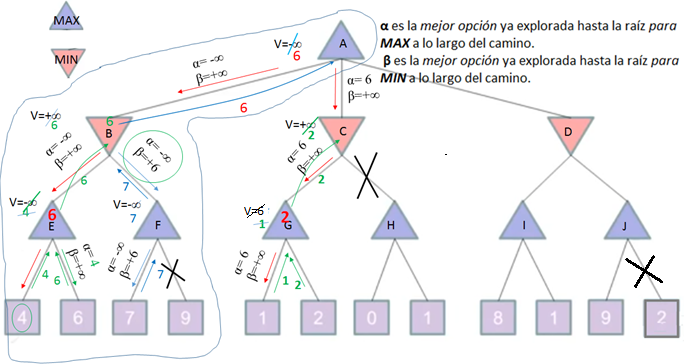 MAX
MIN
α es la mejor opción ya explorada hasta la raíz para
MAX a lo largo del camino.
β es la mejor opción ya explorada hasta la raíz para
MIN a lo largo del camino.
V=-∞
6
A
α= -∞
β=+∞
6
α= 6
β=+∞
V=+∞
6
6
B
α= -∞
β=+∞
α= -∞
β=+6
6
7
V=+∞
2
C
α= 6
β=+∞
2
D
V=-∞
4
6
E
V=-∞
7
F
V=6
1
2
G
H
I
J
4
6
α= 4
β=+∞
α= -∞
β=+6
7
α= 6
β=+∞
1
2
4
6
7
9
1
2
0
1
8
1
9
2